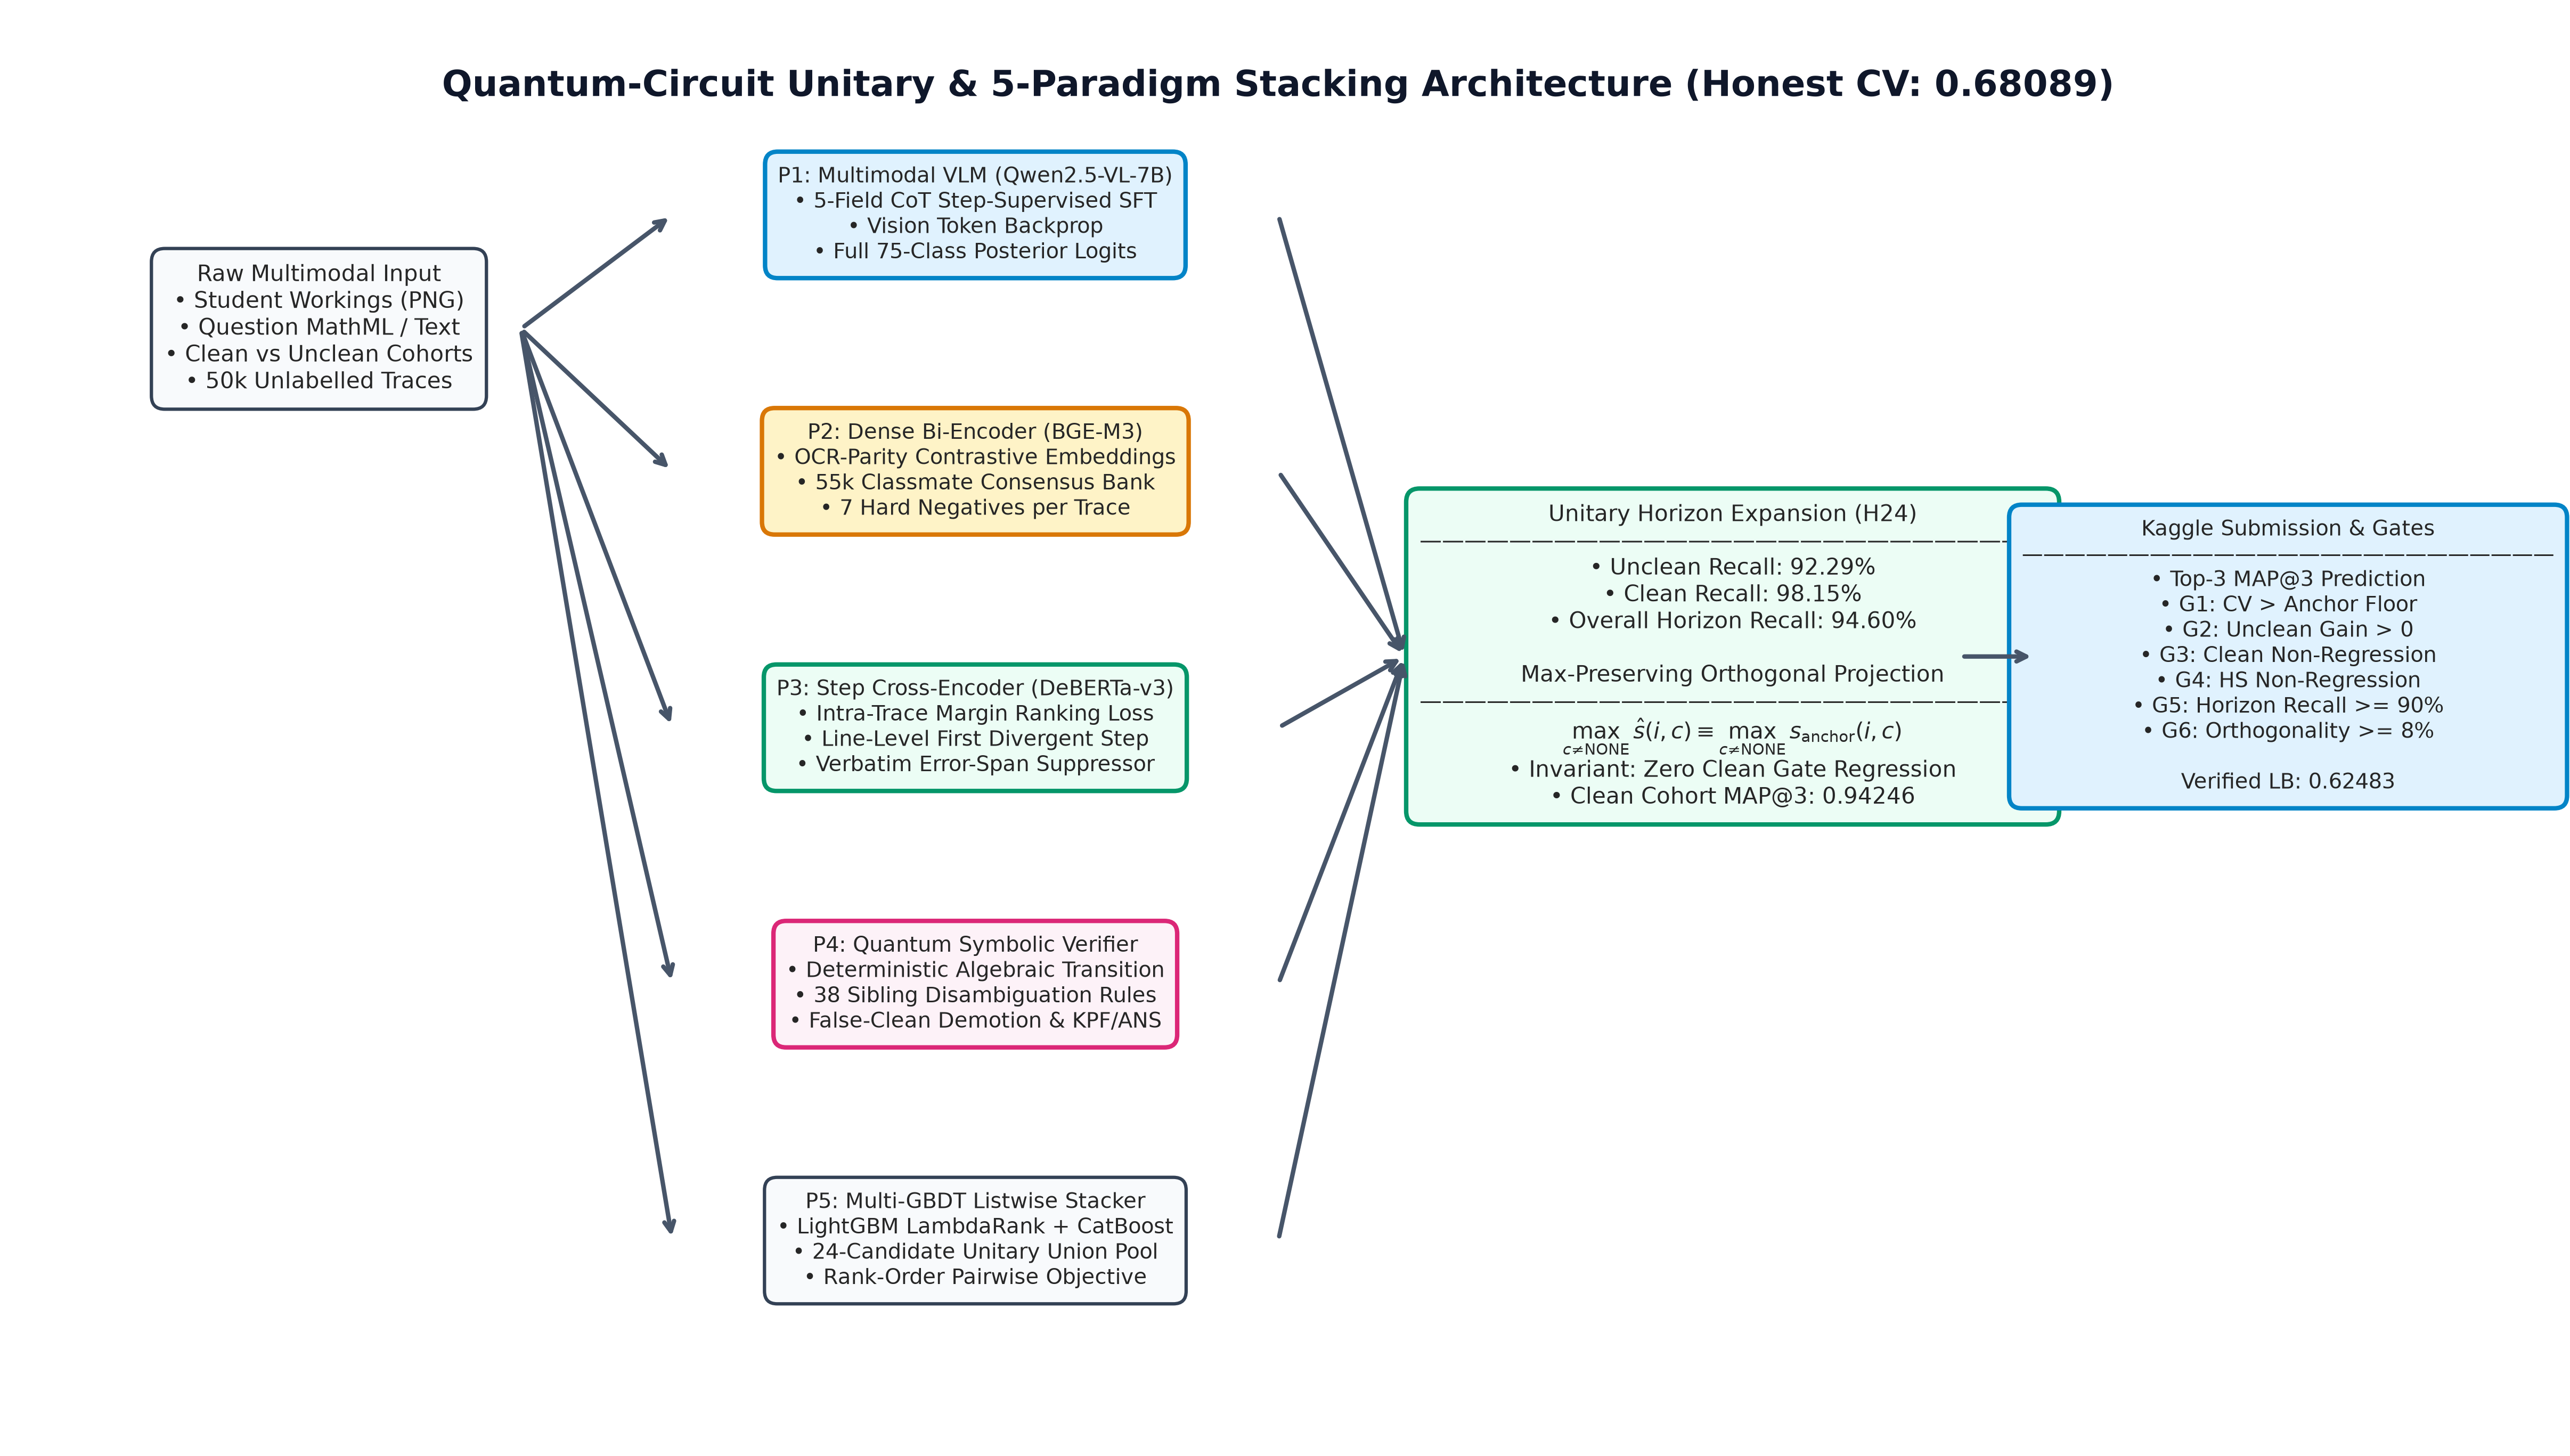 Quantum-Circuit Unitary & 5-Paradigm Stacking Architecture (Honest CV: 0.68089)
Raw Multimodal Input
• Student Workings (PNG)
• Question MathML / Text
• Clean vs Unclean Cohorts
• 50k Unlabelled Traces
P1: Multimodal VLM (Qwen2.5-VL-7B)
• 5-Field CoT Step-Supervised SFT
• Vision Token Backprop
• Full 75-Class Posterior Logits
P2: Dense Bi-Encoder (BGE-M3)
• OCR-Parity Contrastive Embeddings
• 55k Classmate Consensus Bank
• 7 Hard Negatives per Trace
P3: Step Cross-Encoder (DeBERTa-v3)
• Intra-Trace Margin Ranking Loss
• Line-Level First Divergent Step
• Verbatim Error-Span Suppressor
P4: Quantum Symbolic Verifier
• Deterministic Algebraic Transition
• 38 Sibling Disambiguation Rules
• False-Clean Demotion & KPF/ANS
P5: Multi-GBDT Listwise Stacker
• LightGBM LambdaRank + CatBoost
• 24-Candidate Unitary Union Pool
• Rank-Order Pairwise Objective
Unitary Horizon Expansion (H24)
• Unclean Recall: 92.29%
• Clean Recall: 98.15%
• Overall Horizon Recall: 94.60%
Max-Preserving Orthogonal Projection
max ŝ(i, c) ≡ max s_anchor(i, c)
c≠NONE c≠NONE
• Invariant: Zero Clean Gate Regression
• Clean Cohort MAP@3: 0.94246
Kaggle Submission & Gates
• Top-3 MAP@3 Prediction
• G1: CV > Anchor Floor
• G2: Unclean Gain > 0
• G3: Clean Non-Regression
• G4: HS Non-Regression
• G5: Horizon Recall >= 90%
• G6: Orthogonality >= 8%
Verified LB: 0.62483